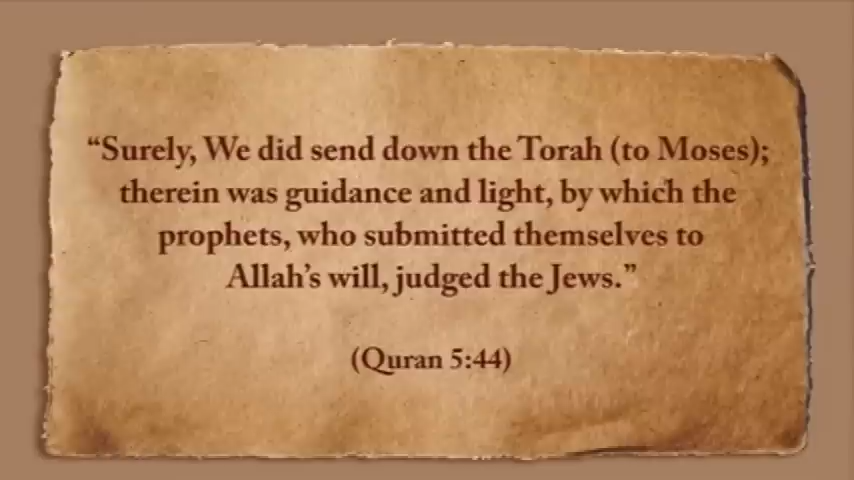 “Surely, We did send down the Torah (to Moses);
therein was guidance and light, by which the
prophets, who submitted themselves to
Allah’s will, judged the Jews.”
(Quran 5:44)